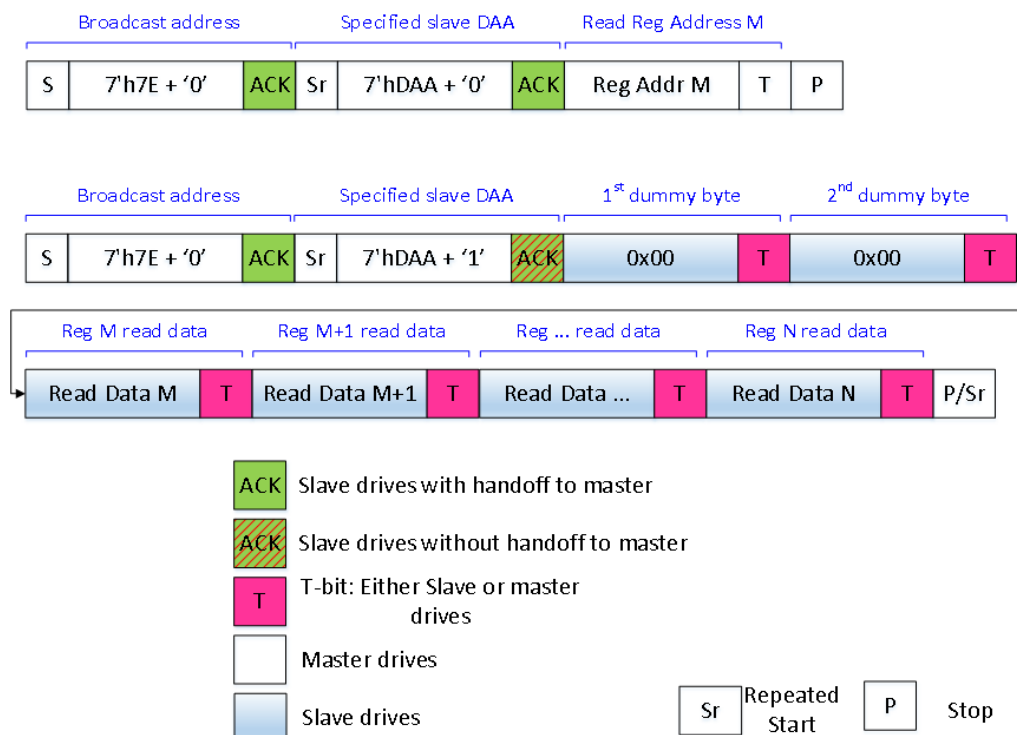 Broadcast address Specified slave DAA Read Reg Address M
S 7'h7E + ‘0’ ACK Sr 7'hDAA + ‘0’ ACK Reg Addr M T P
Broadcast address Specified slave DAA 1st dummy byte 2nd dummy byte
S 7'h7E + ‘0’ ACK Sr 7'hDAA + ‘1’ ACK 0x00 T 0x00 T
Reg M read data Reg M+1 read data Reg ... read data Reg N read data
Read Data M T Read Data M+1 T Read Data ... T Read Data N T P/Sr
ACK Slave drives with handoff to master
ACK Slave drives without handoff to master
T T-bit: Either Slave or master
drives
Master drives
Slave drives
Sr Repeated
Start
P Stop